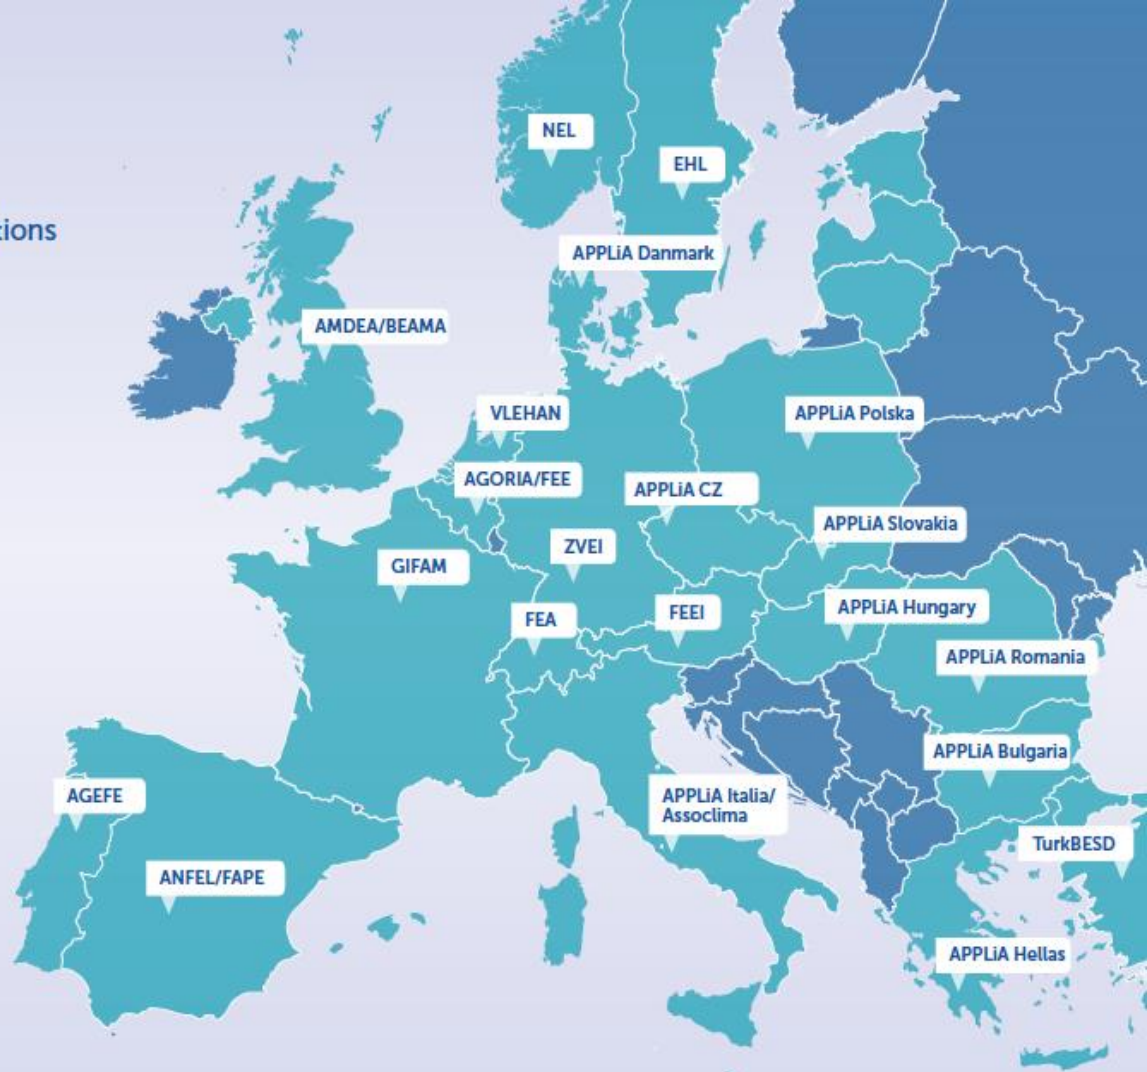 NEL
EHL
tions
APPLiA Danmark
AMDEA/BEAMA
VLEHAN
APPLiA Polska
AGORIA/FEE
APPLiA CZ
APPLiA Slovakia
ZVEI
GIFAM
APPLiA Hungary
FEEI
FEA
APPLiA Romania
APPLiA Bulgaria
AGEFE
APPLiA Italia/
Assoclima
TurkBESD
ANFEL/FAPE
APPLiA Hellas